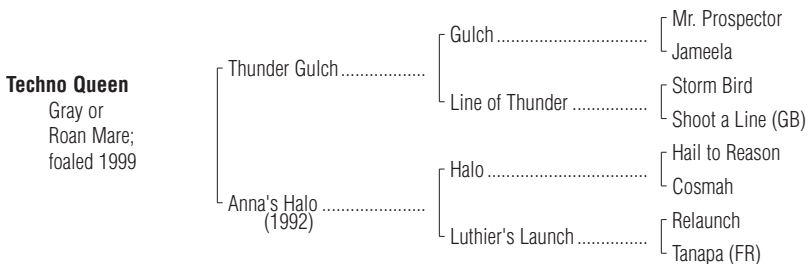 Techno Queen
Gray or
Roan Mare;
foaled 1999
Thunder Gulch ..................
Anna's Halo ......................
(1992)
Gulch ................................
Line of Thunder ................
Halo ..................................
Luthier's Launch ...............
Mr. Prospector
Jameela
Storm Bird
Shoot a Line (GB)
Hail to Reason
Cosmah
Relaunch
Tanapa (FR)